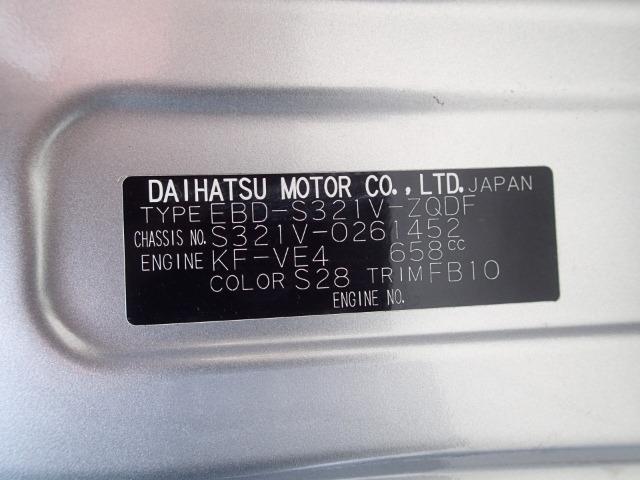 DAIHATSU MOTOR CO., LTD. JAPAN
TYPE EBD-S321V-ZQDF
CHASSIS NO. S321V-0261452
ENGINE KF-VE4 658cc
COLOR S28 TRIM FB10
ENGINE NO.